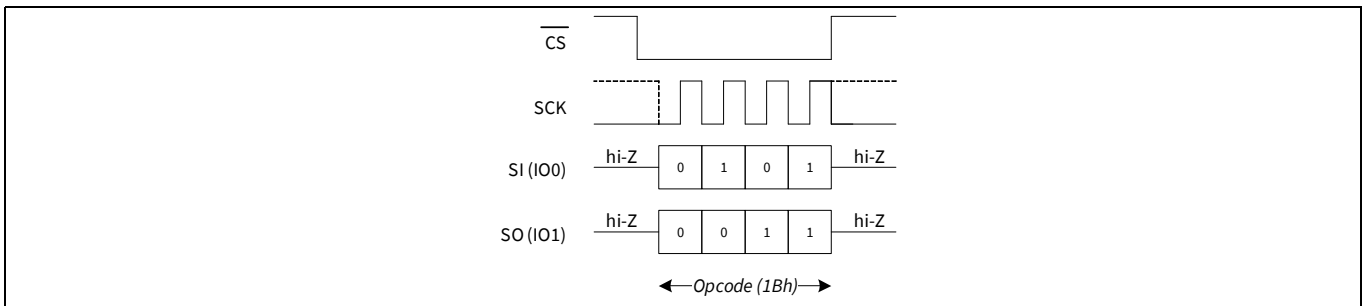 CS
SCK
SI (IO0) hi-Z 0 1 0 1 hi-Z
SO (IO1) hi-Z 0 0 1 1 hi-Z
Opcode (1Bh)